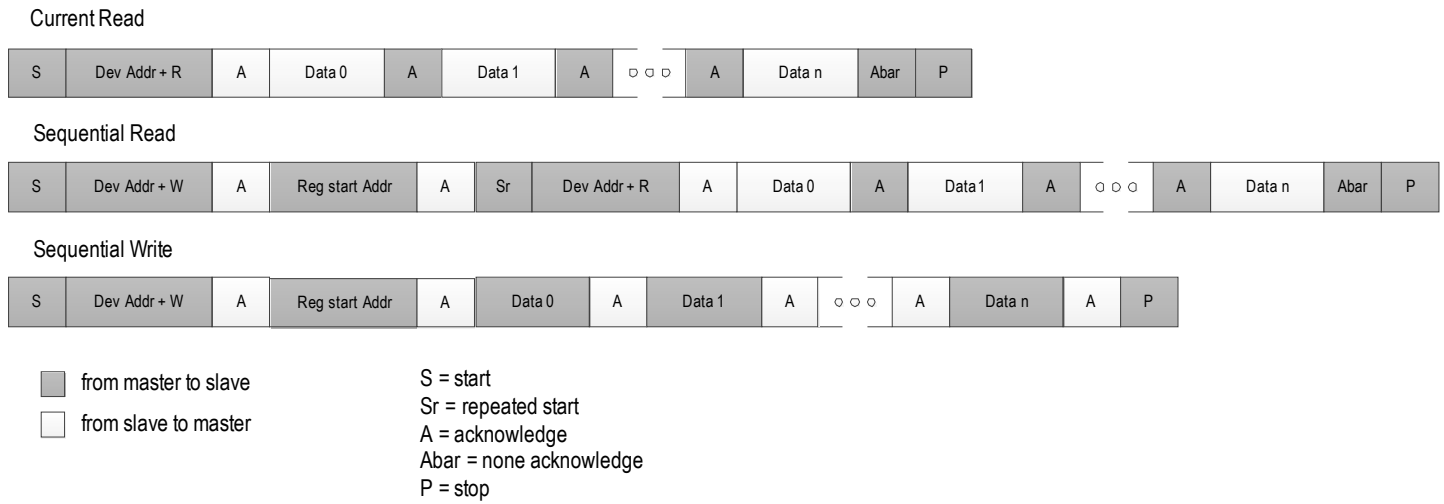 Current Read
S Dev Addr + R A Data 0 A Data 1 A A Data n Abar P
Sequential Read
S Dev Addr + W A Reg start Addr A Sr Dev Addr + R A Data 0 A Data 1 A A Data n Abar P
Sequential Write
S Dev Addr + W A Reg start Addr A Data 0 A Data 1 A A Data n A P
from master to slave
from slave to master
S = start
Sr = repeated start
A = acknowledge
Abar = none acknowledge
P = stop